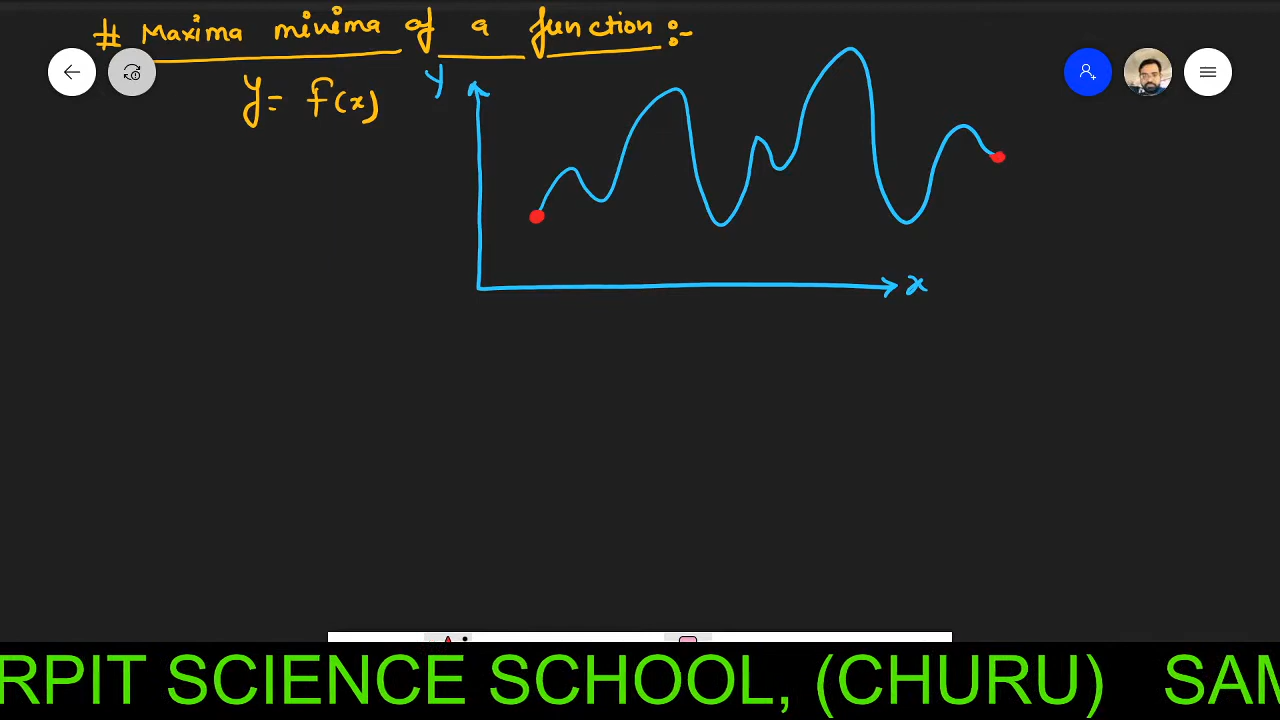 # Maxima minima of a function :-
y = f(x)
y
x
RPIT SCIENCE SCHOOL, (CHURU) SAM